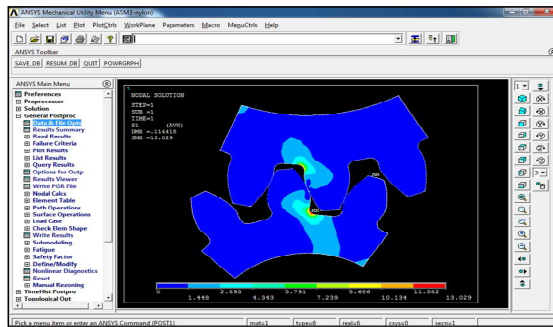 ANSYS Mechanical Utility Menu (ASM3-nylon)
File Select List Plot PlotCtrls WorkPlane Parameters Macro MenuCtrls Help
ANSYS Toolbar
SAVE_DB RESUM_DB QUIT POWRGRPH
ANSYS Main Menu
Preferences
Preprocessor
Solution
General Postproc
Data & File Opts
Results Summary
Read Results
Failure Criteria
Plot Results
List Results
Query Results
Options for Outp
Results Viewer
Write PGR File
Nodal Calcs
Element Table
Path Operations
Surface Operations
Load Case
Check Elem Shape
Write Results
Submodeling
Fatigue
Safety Factor
Define/Modify
Nonlinear Diagnostics
Reset
Manual Rezoning
TimeHist Postpro
Topological Opt
1
NODAL SOLUTION
STEP=1
SUB =1
TIME=1
S1 (AVG)
DMX =.114418
SMX =13.029
MN
MX
0 2.895 5.791 8.686 11.582
1.448 4.343 7.239 10.134 13.029
1
Pick a menu item or enter an ANSYS Command (POST1) mat=1 type=6 real=6 csys=0 secn=1